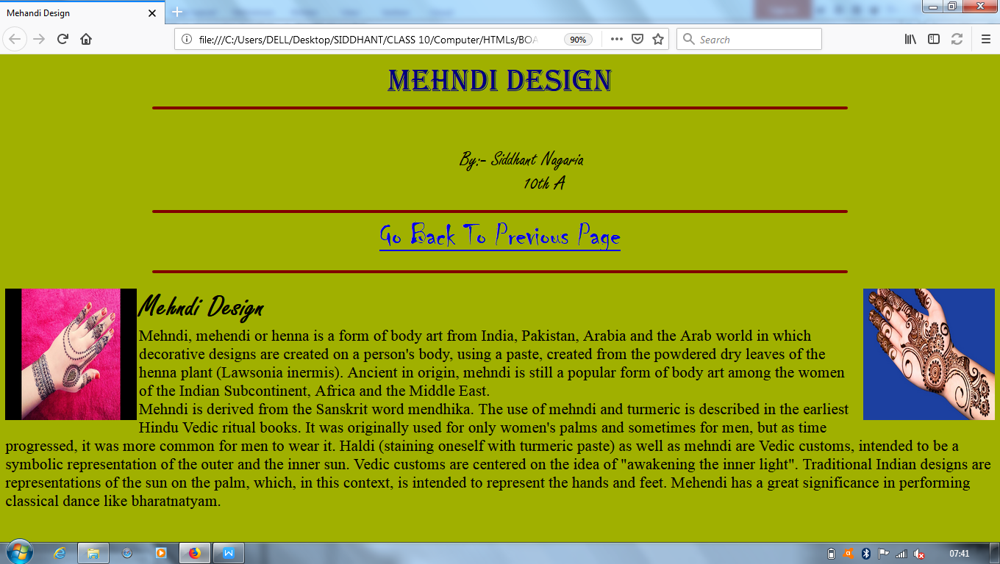 Mehandi Design
file:///C:/Users/DELL/Desktop/SIDDHANT/CLASS 10/Computer/HTMLs/BOA
90%
Search
MEHNDI DESIGN
By:- Siddhant Nagaria
10th A
Go Back To Previous Page
Mehndi Design
Mehndi, mehendi or henna is a form of body art from India, Pakistan, Arabia and the Arab world in which
decorative designs are created on a person's body, using a paste, created from the powdered dry leaves of the
henna plant (Lawsonia inermis). Ancient in origin, mehndi is still a popular form of body art among the women
of the Indian Subcontinent, Africa and the Middle East.
Mehndi is derived from the Sanskrit word mendhika. The use of mehndi and turmeric is described in the earliest
Hindu Vedic ritual books. It was originally used for only women's palms and sometimes for men, but as time
progressed, it was more common for men to wear it. Haldi (staining oneself with turmeric paste) as well as mehndi are Vedic customs, intended to be a
symbolic representation of the outer and the inner sun. Vedic customs are centered on the idea of "awakening the inner light". Traditional Indian designs are
representations of the sun on the palm, which, in this context, is intended to represent the hands and feet. Mehendi has a great significance in performing
classical dance like bharatnatyam.
07:41